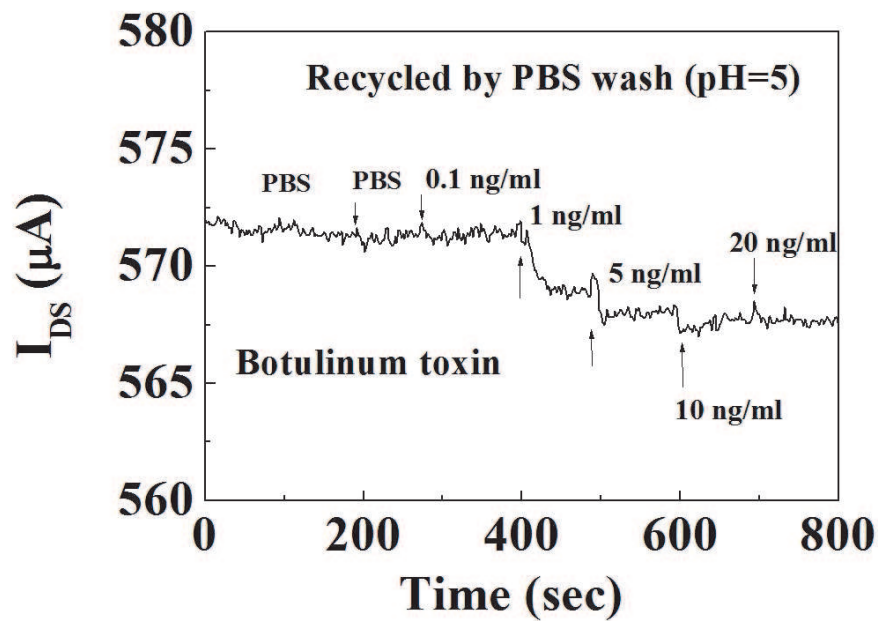 580
Recycled by PBS wash (pH=5)
575
PBS PBS 0.1 ng/ml
1 ng/ml
20 ng/ml
570
5 ng/ml
I_DS (μA)
Botulinum toxin
565
10 ng/ml
560
0 200 400 600 800
Time (sec)